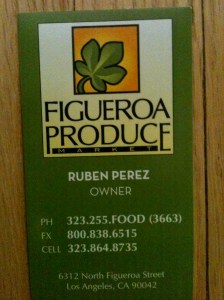 FIGUEROA
PRODUCE
MARKET
RUBEN PEREZ
OWNER
PH 323.255.FOOD (3663)
FX 800.838.6515
CELL 323.864.8735
6312 North Figueroa Street
Los Angeles, CA 90042